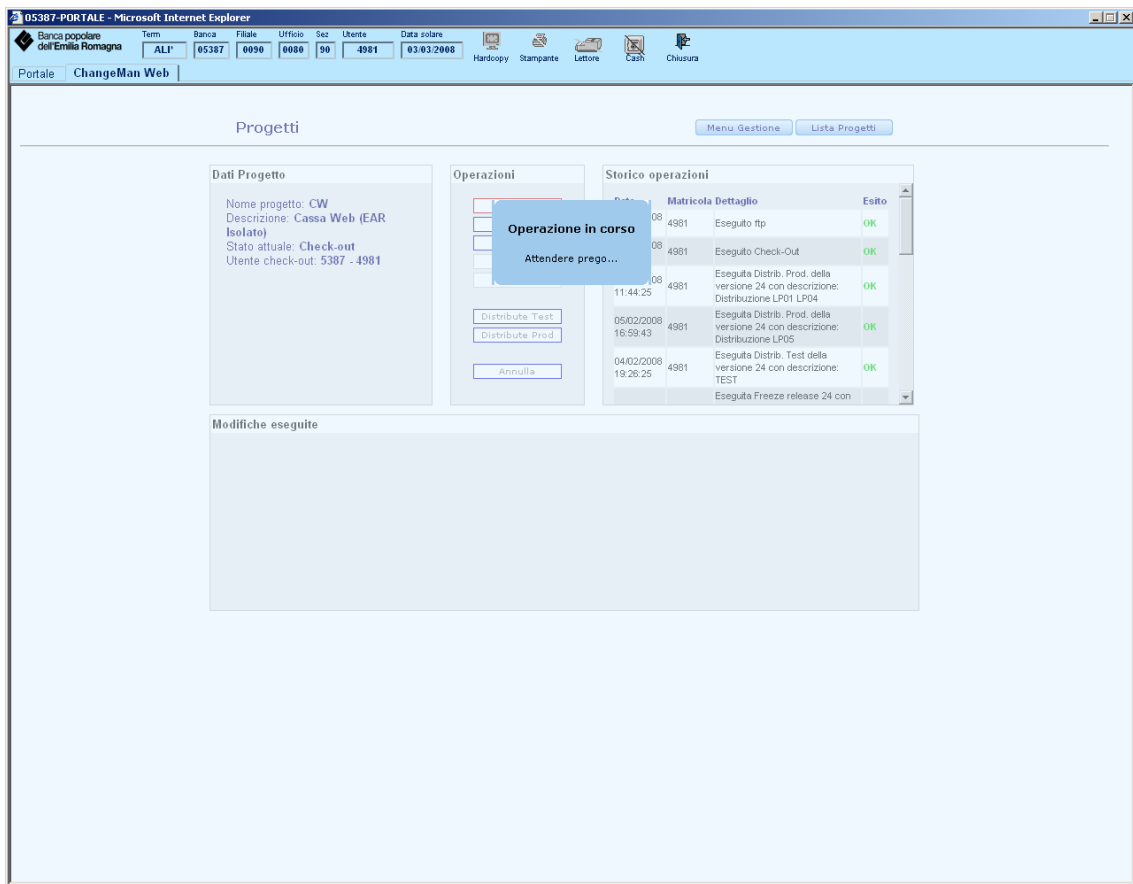 05387-PORTALE - Microsoft Internet Explorer
Banca popolare
dell'Emilia Romagna
Term Banca Filiale Ufficio Sez Utente Data solare
ALI' 05387 0090 0080 90 4981 03/03/2008
Hardcopy Stampante Lettore Cash Chiusura
Portale ChangeMan Web
Progetti
Menu Gestione Lista Progetti
Dati Progetto
Nome progetto: CW
Descrizione: Cassa Web (EAR
Isolato)
Stato attuale: Check-out
Utente check-out: 5387 - 4981
Operazioni
Operazione in corso
Attendere prego...
Distribute Test
Distribute Prod
Annulla
Storico operazioni
Matricola Dettaglio Esito
08
4981 Eseguito ftp OK
08
4981 Eseguito Check-Out OK
08
11:44:25
4981
Eseguita Distrib. Prod. della
versione 24 con descrizione:
Distribuzione LP01 LP04
OK
05/02/2008
16:59:43
4981
Eseguita Distrib. Prod. della
versione 24 con descrizione:
Distribuzione LP05
OK
04/02/2008
19:26:25
4981
Eseguita Distrib. Test della
versione 24 con descrizione:
TEST
OK
Eseguita Freeze release 24 con
Modifiche eseguite